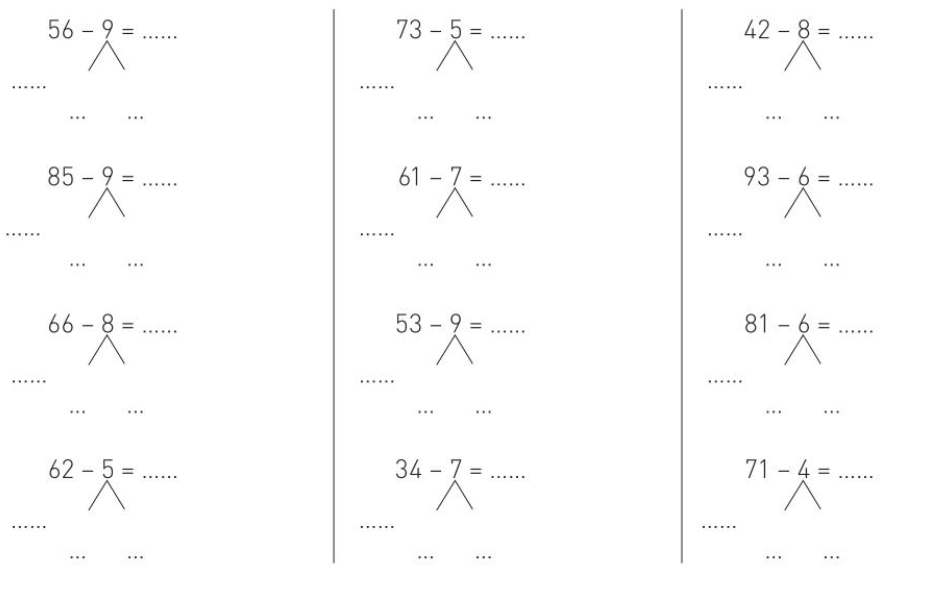 56 – 9 = ......
......
... ...
85 – 9 = ......
......
... ...
66 – 8 = ......
......
... ...
62 – 5 = ......
......
... ...
73 – 5 = ......
......
... ...
61 – 7 = ......
......
... ...
53 – 9 = ......
......
... ...
34 – 7 = ......
......
... ...
42 – 8 = ......
......
... ...
93 – 6 = ......
......
... ...
81 – 6 = ......
......
... ...
71 – 4 = ......
......
... ...